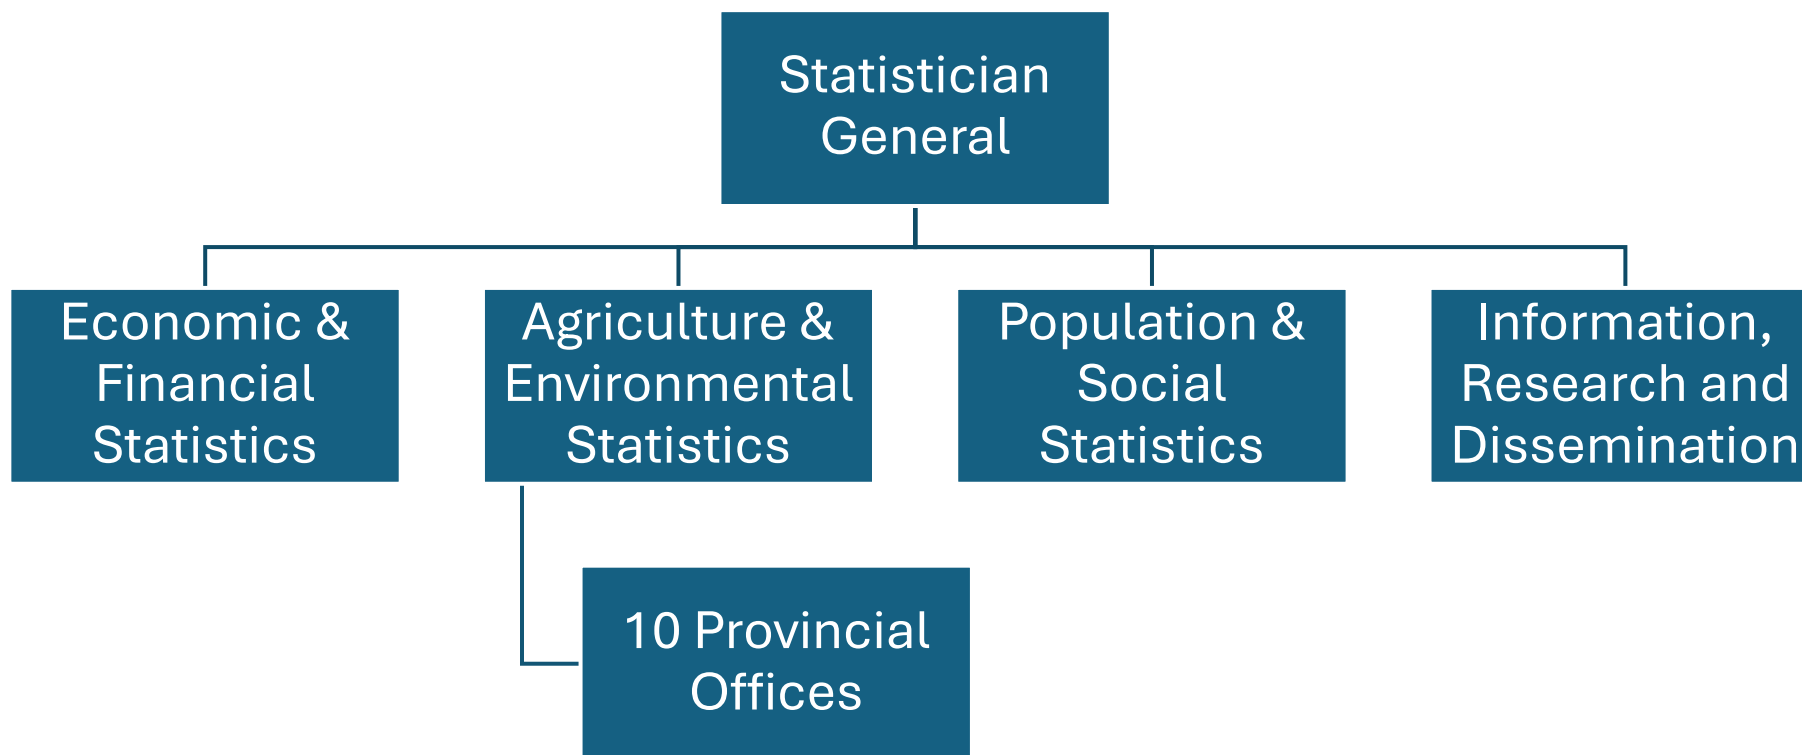 Statistician
General
Economic &
Financial
Statistics
Agriculture &
Environmental
Statistics
Population &
Social
Statistics
Information,
Research and
Dissemination
10 Provincial
Offices